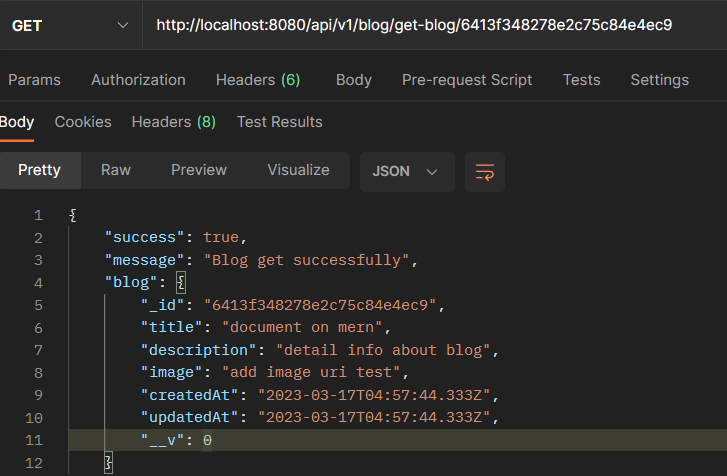 GET http://localhost:8080/api/v1/blog/get-blog/6413f348278e2c75c84e4ec9
Params Authorization Headers (6) Body Pre-request Script Tests Settings
Body Cookies Headers (8) Test Results
Pretty Raw Preview Visualize JSON
1 {
2 "success": true,
3 "message": "Blog get successfully",
4 "blog": {
5 "_id": "6413f348278e2c75c84e4ec9",
6 "title": "document on mern",
7 "description": "detail info about blog",
8 "image": "add image uri test",
9 "createdAt": "2023-03-17T04:57:44.333Z",
10 "updatedAt": "2023-03-17T04:57:44.333Z",
11 "__v": 0
12 }